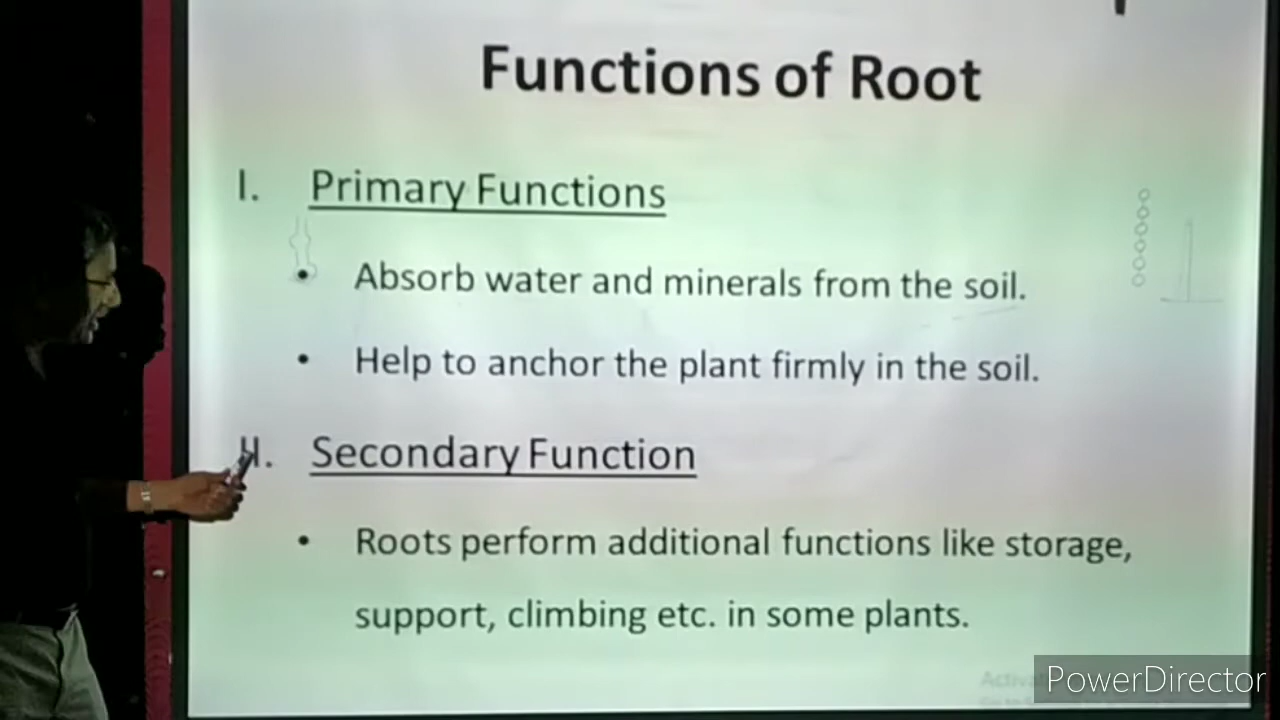 Functions of Root
I. Primary Functions
• Absorb water and minerals from the soil.
• Help to anchor the plant firmly in the soil.
II. Secondary Function
• Roots perform additional functions like storage,
support, climbing etc. in some plants.
PowerDirector